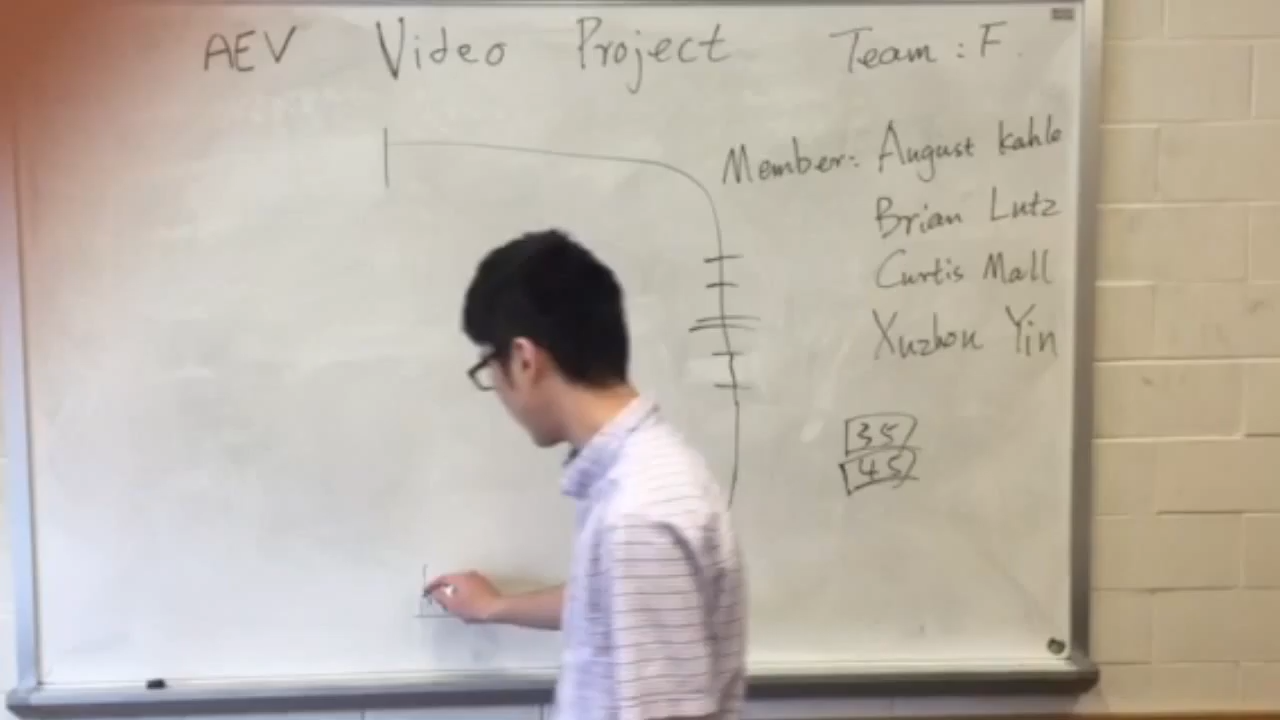 AEV Video Project Team: F.
Member: August Kahle
Brian Lutz
Curtis Mall
Xuzhou Yin
35
45